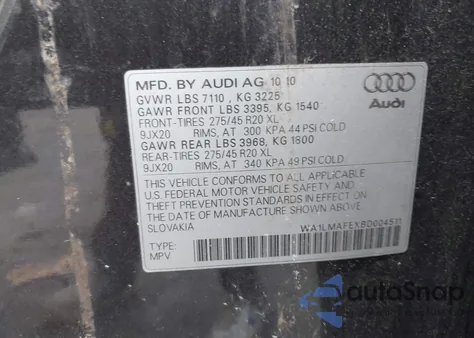 MFD. BY AUDI AG 10 10
GVWR LBS 7110 , KG 3225
GAWR FRONT LBS 3395, KG 1540
FRONT-TIRES 275/45 R20 XL
9JX20 RIMS, AT 300 KPA 44 PSI COLD
GAWR REAR LBS 3968, KG 1800
REAR-TIRES 275/45 R20 XL
9JX20 RIMS, AT 340 KPA 49 PSI COLD
Audi
THIS VEHICLE CONFORMS TO ALL APPLICABLE
U.S. FEDERAL MOTOR VEHICLE SAFETY AND
THEFT PREVENTION STANDARDS IN EFFECT ON
THE DATE OF MANUFACTURE SHOWN ABOVE.
SLOVAKIA
WA1LMAFEXBD004511
TYPE:
MPV
autoSnap